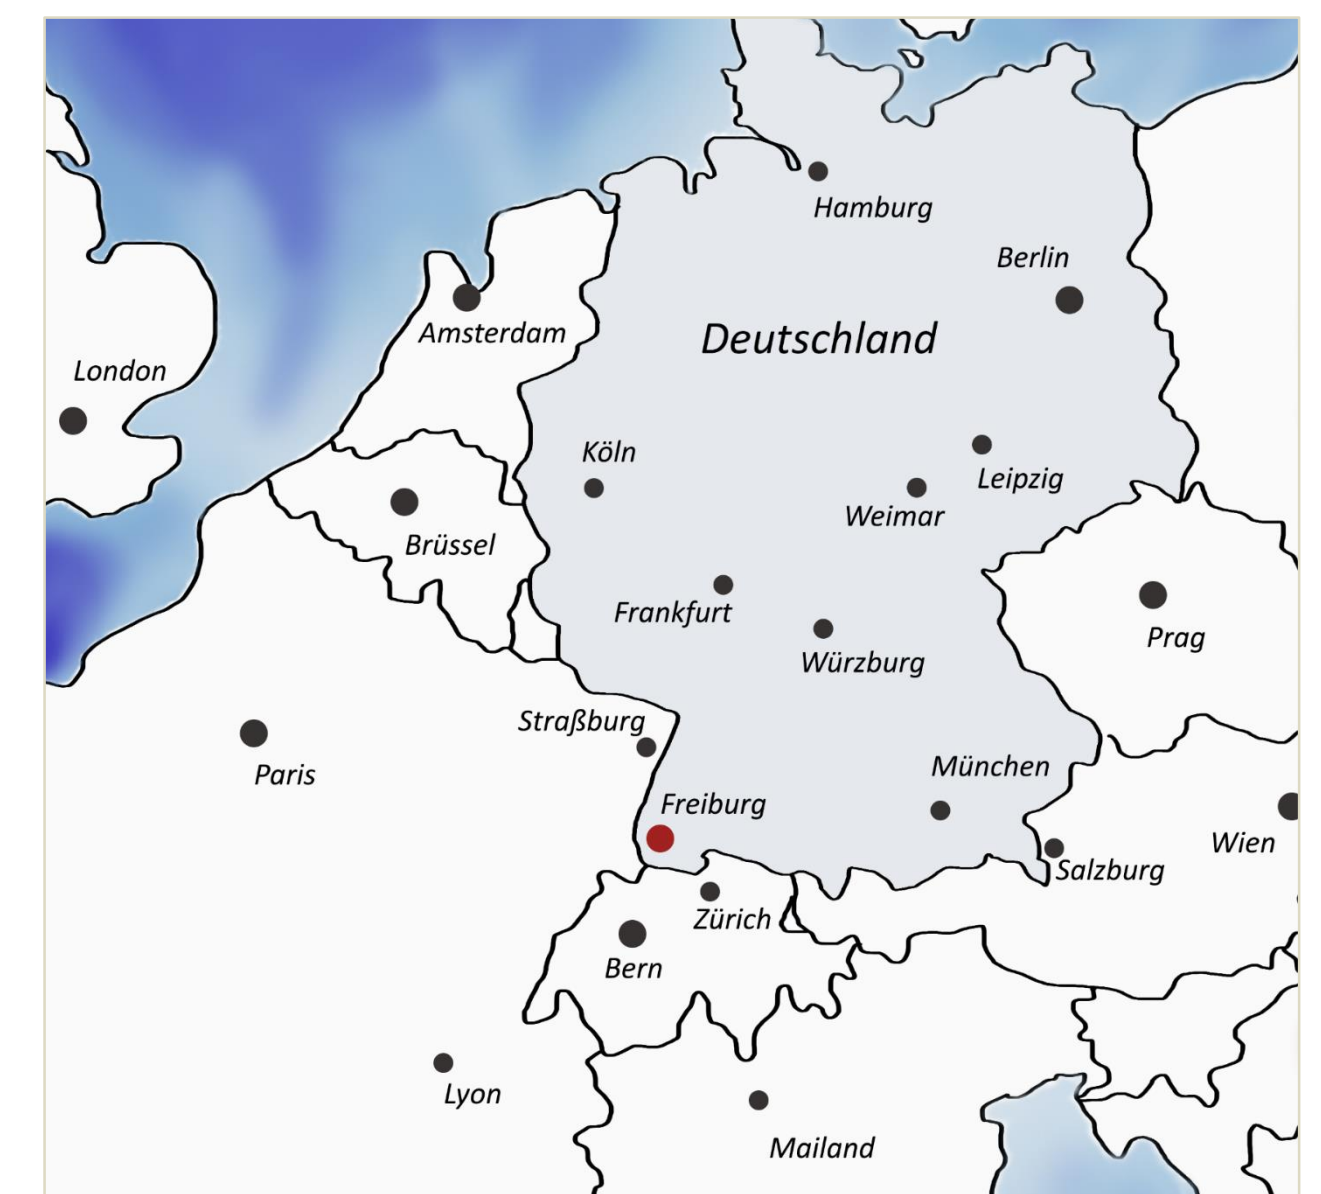 Hamburg
Berlin
Amsterdam
Deutschland
London
Köln
Leipzig
Weimar
Brüssel
Frankfurt
Prag
Würzburg
Straßburg
Paris
München
Freiburg
Wien
Salzburg
Zürich
Bern
Lyon
Mailand